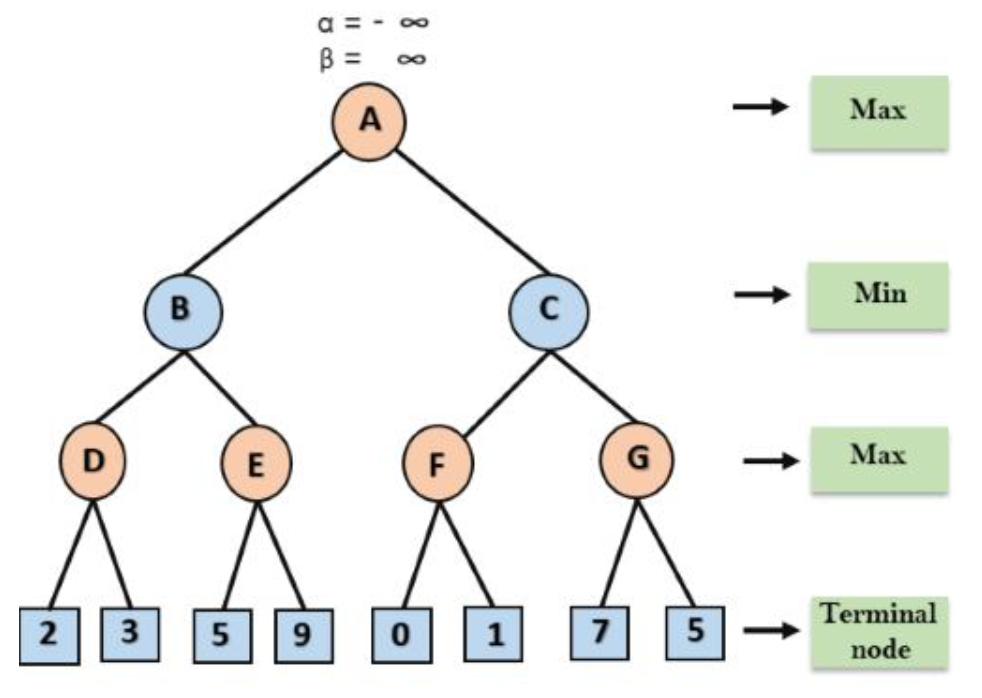 α = - ∞
β = ∞
A
Max
B
C
Min
D
E
F
G
Max
2
3
5
9
0
1
7
5
Terminal
node